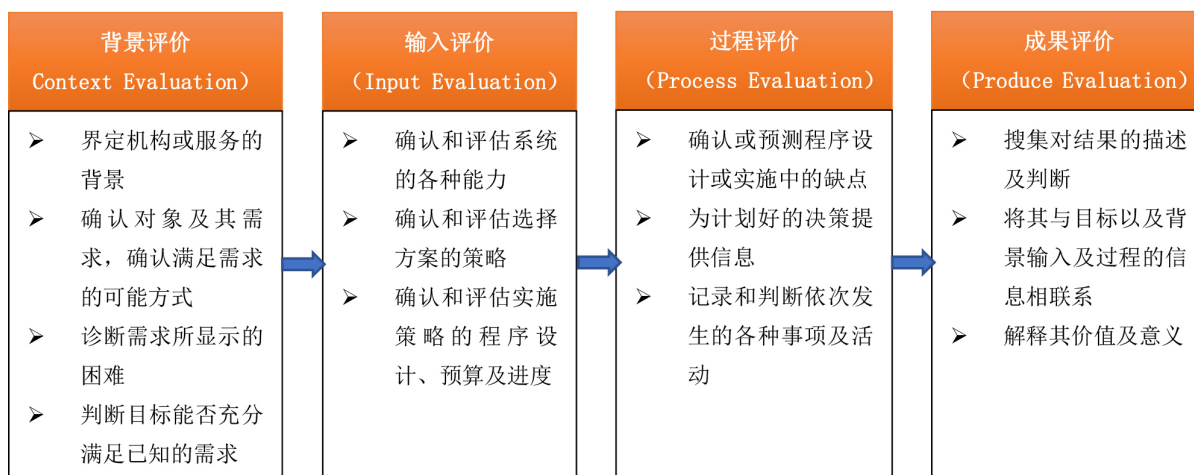 背景评价
Context Evaluation）
➢ 界定机构或服务的
背景
➢ 确认对象及其需
求，确认满足需求
的可能方式
➢ 诊断需求所显示的
困难
➢ 判断目标能否充分
满足已知的需求
输入评价
（Input Evaluation）
➢ 确认和评估系统
的各种能力
➢ 确认和评估选择
方案的策略
➢ 确认和评估实施
策略的程序设
计、预算及进度
过程评价
（Process Evaluation）
➢ 确认或预测程序设
计或实施中的缺点
➢ 为计划好的决策提
供信息
➢ 记录和判断依次发
生的各种事项及活
动
成果评价
（Produce Evaluation）
➢ 搜集对结果的描述
及判断
➢ 将其与目标以及背
景输入及过程的信
息相联系
➢ 解释其价值及意义